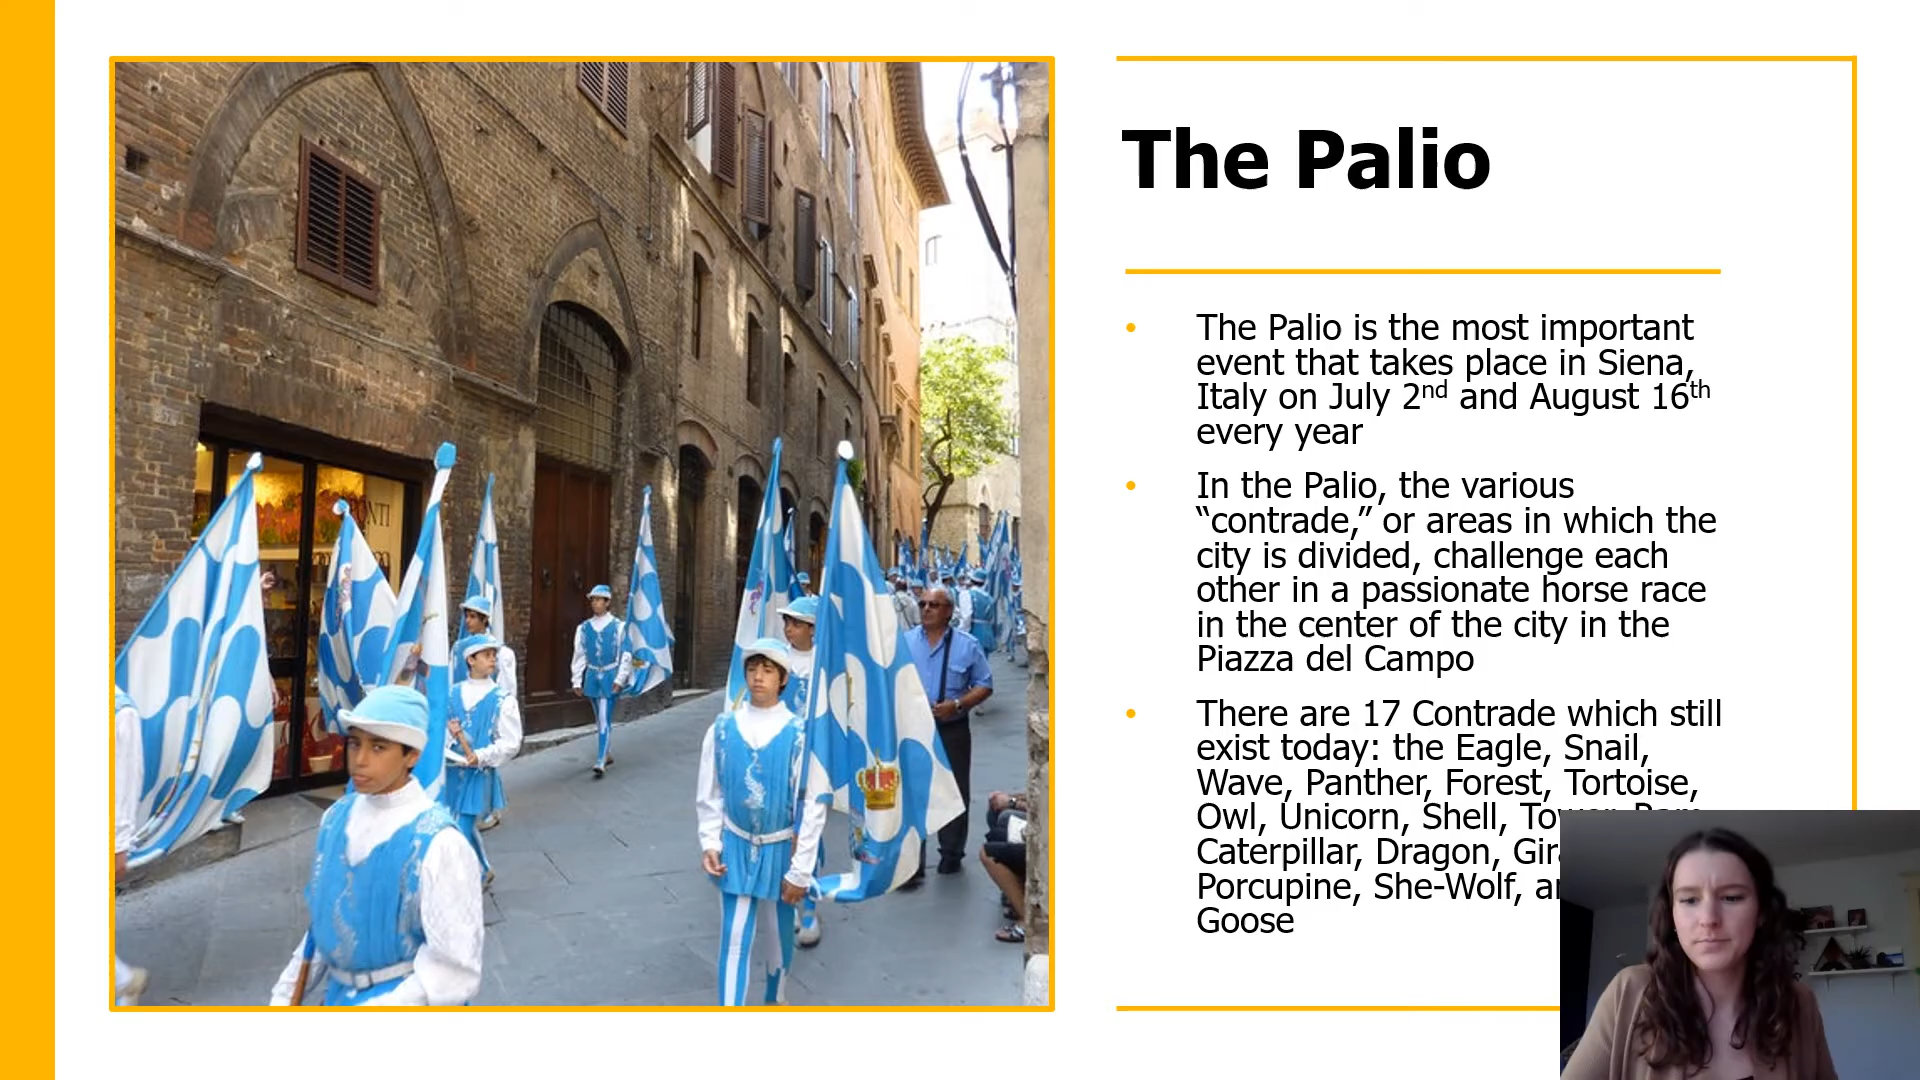 The Palio
The Palio is the most important
event that takes place in Siena,
Italy on July 2nd and August 16th
every year
In the Palio, the various
“contrade,” or areas in which the
city is divided, challenge each
other in a passionate horse race
in the center of the city in the
Piazza del Campo
There are 17 Contrade which still
exist today: the Eagle, Snail,
Wave, Panther, Forest, Tortoise,
Owl, Unicorn, Shell, Tower, Ram,
Caterpillar, Dragon,
Porcupine, She-Wolf,
Goose